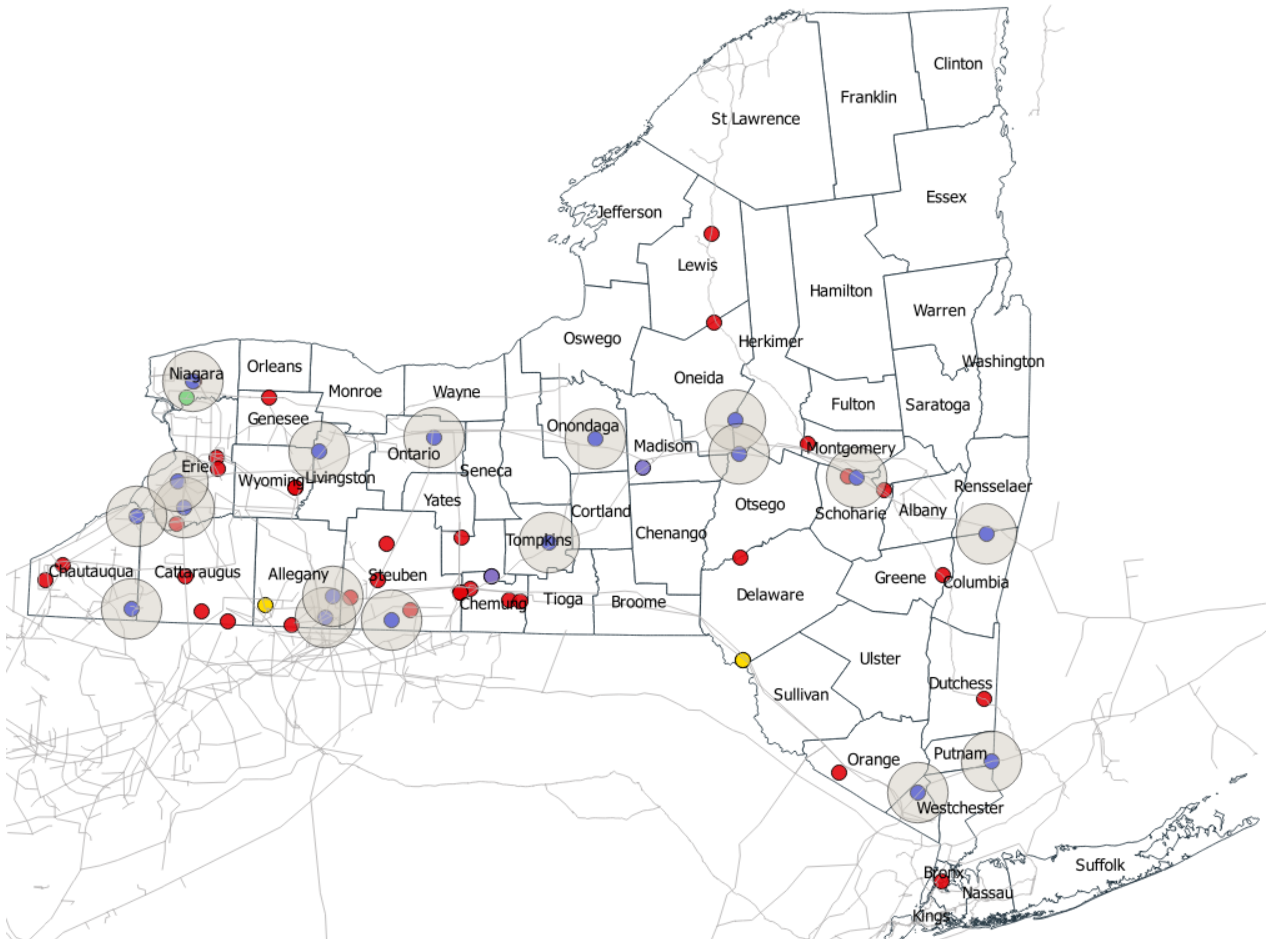 Clinton
Franklin
St Lawrence
Essex
Jefferson
Lewis
Hamilton
Warren
Oswego
Herkimer
Washington
Orleans
Niagara
Oneida
Monroe
Wayne
Fulton
Saratoga
Genesee
Onondaga
Madison
Montgomery
Ontario
Erie
Seneca
Wyoming
Livingston
Rensselaer
Yates
Otsego
Cortland
Schoharie
Albany
Chenango
Tompkins
Chautauqua
Cattaraugus
Allegany
Steuben
Greene
Columbia
Delaware
Chemung
Tioga
Broome
Ulster
Dutchess
Sullivan
Putnam
Orange
Westchester
Suffolk
Bronx
Nassau
Kings